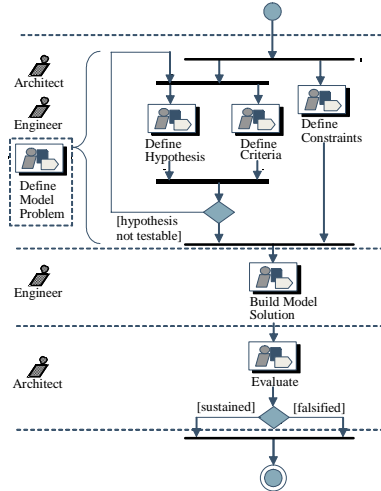 Architect
Engineer
Define
Model
Problem
Define
Hypothesis
Define
Criteria
Define
Constraints
[hypothesis
not testable]
Engineer
Build Model
Solution
Architect
Evaluate
[sustained]
[falsified]